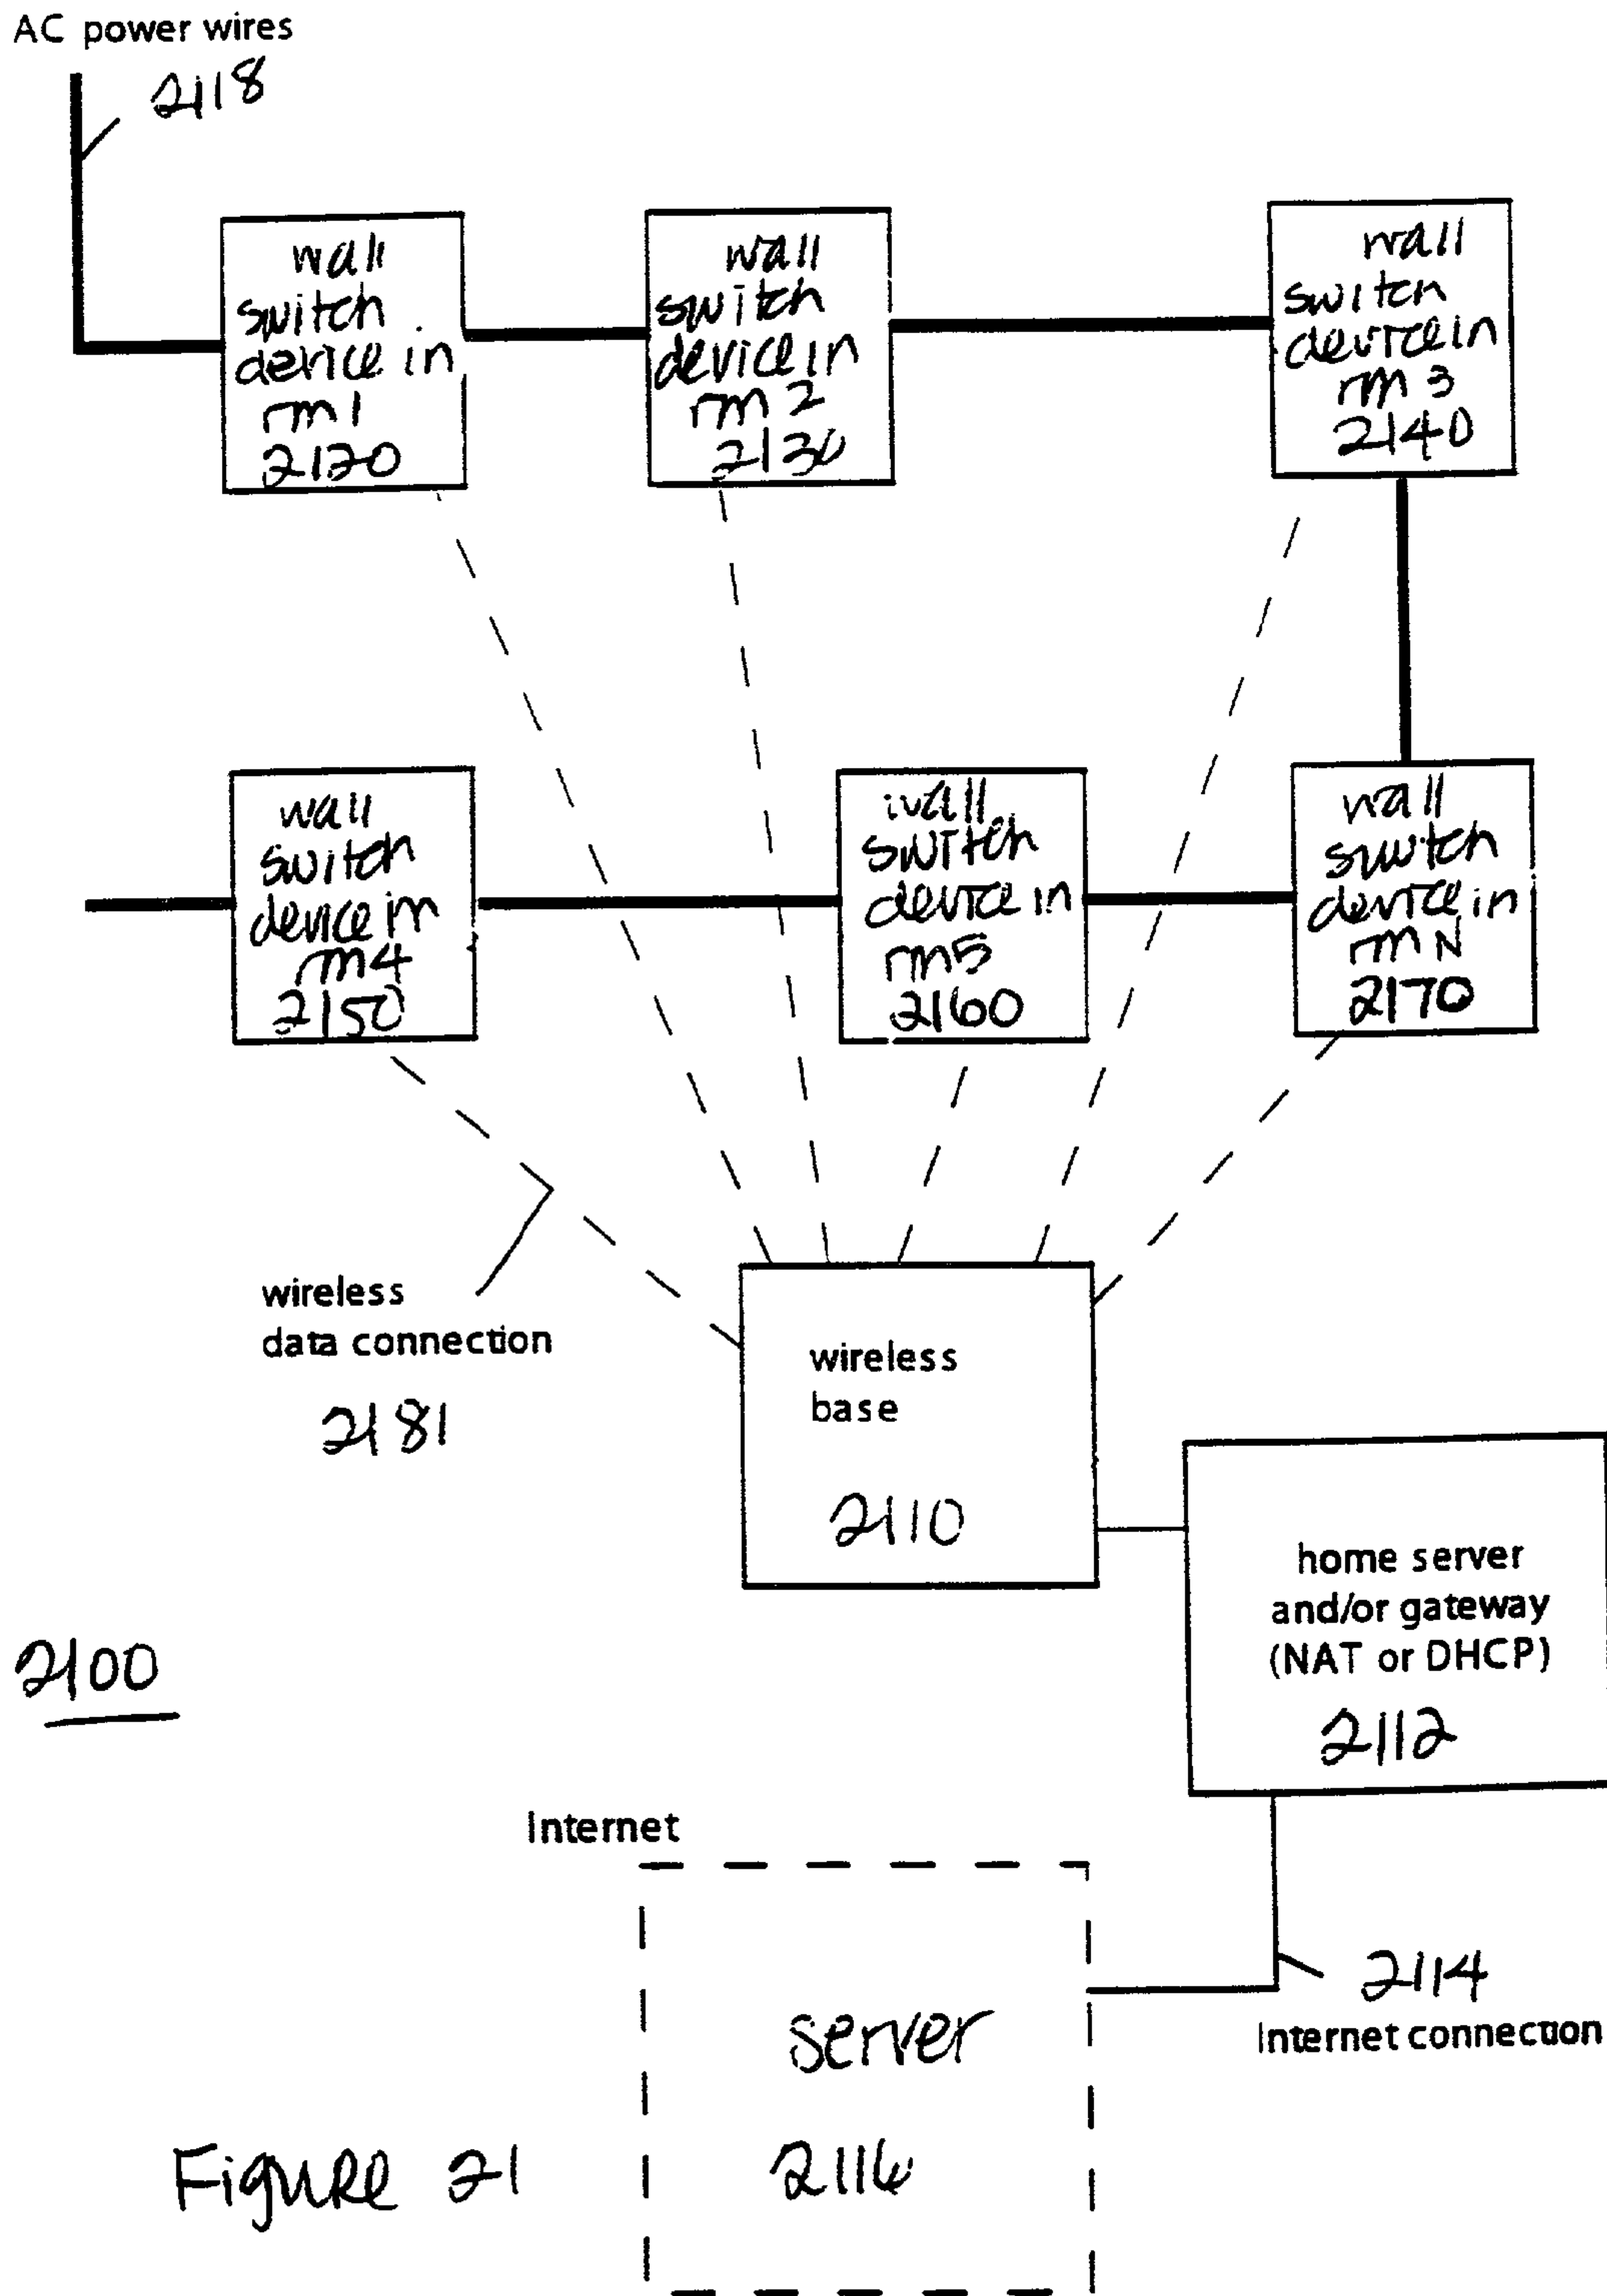 AC power wires
2118
wall
switch
device in
rm 1
2120
wall
switch
device in
rm 2
2130
wall
switch
device in
rm 3
2140
wall
switch
device in
rm 4
2150
wall
switch
device in
rm 5
2160
wall
switch
device in
rm N
2170
wireless
data connection
2181
wireless
base
2110
home server
and/or gateway
(NAT or DHCP)
2112
2100
Internet
server
2116
2114
Internet connection
Figure 21